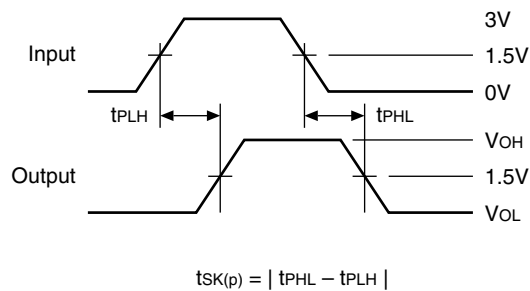 3V
Input
1.5V
0V
tPLH
tPHL
VOH
Output
1.5V
VOL
tSK(p) = | tPHL – tPLH |